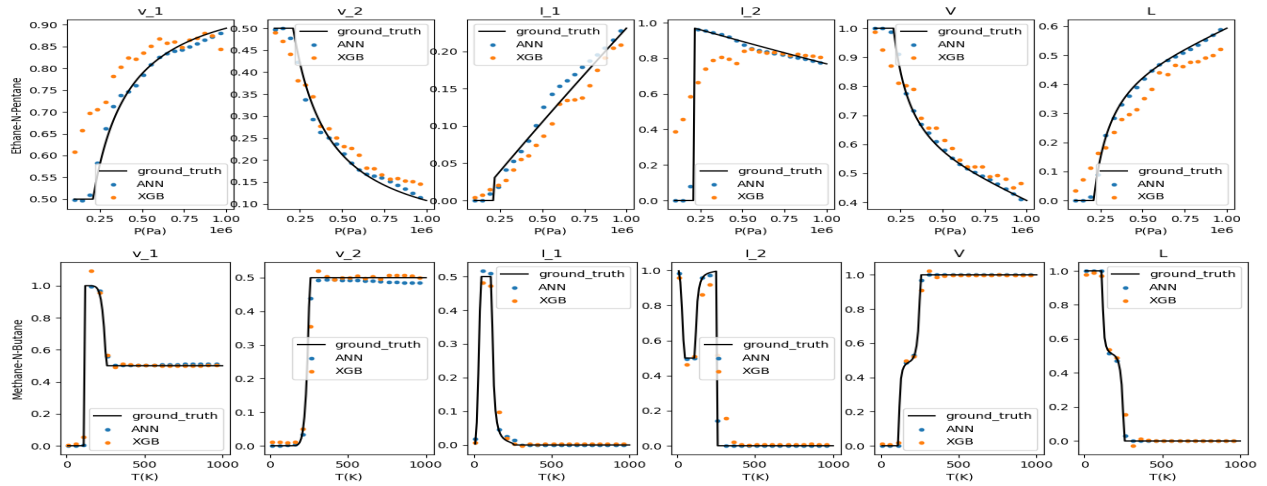 v_1 v_2 l_1 l_2 V L
Ethane-N-Pentane
0.90 0.85 0.80 0.75 0.70 0.65 0.60 0.55 0.50
ground_truth
ANN
XGB
0.25 0.50 0.75 1.00
P(Pa) 1e6
0.50 0.45 0.40 0.35 0.30 0.25 0.20 0.15 0.10
ground_truth
ANN
XGB
0.25 0.50 0.75 1.00
P(Pa) 1e6
0.20 0.15 0.10 0.05 0.00
ground_truth
ANN
XGB
0.25 0.50 0.75 1.00
P(Pa) 1e6
1.0 0.8 0.6 0.4 0.2 0.0
ground_truth
ANN
XGB
0.25 0.50 0.75 1.00
P(Pa) 1e6
1.0 0.9 0.8 0.7 0.6 0.5 0.4
ground_truth
ANN
XGB
0.25 0.50 0.75 1.00
P(Pa) 1e6
0.6 0.5 0.4 0.3 0.2 0.1 0.0
ground_truth
ANN
XGB
0.25 0.50 0.75 1.00
P(Pa) 1e6
v_1 v_2 l_1 l_2 V L
Methane-N-Butane
1.0 0.8 0.6 0.4 0.2 0.0
ground_truth
ANN
XGB
0 500 1000
T(K)
0.5 0.4 0.3 0.2 0.1 0.0
ground_truth
ANN
XGB
0 500 1000
T(K)
0.5 0.4 0.3 0.2 0.1 0.0
ground_truth
ANN
XGB
0 500 1000
T(K)
1.0 0.8 0.6 0.4 0.2 0.0
ground_truth
ANN
XGB
0 500 1000
T(K)
1.0 0.8 0.6 0.4 0.2 0.0
ground_truth
ANN
XGB
0 500 1000
T(K)
1.0 0.8 0.6 0.4 0.2 0.0
ground_truth
ANN
XGB
0 500 1000
T(K)